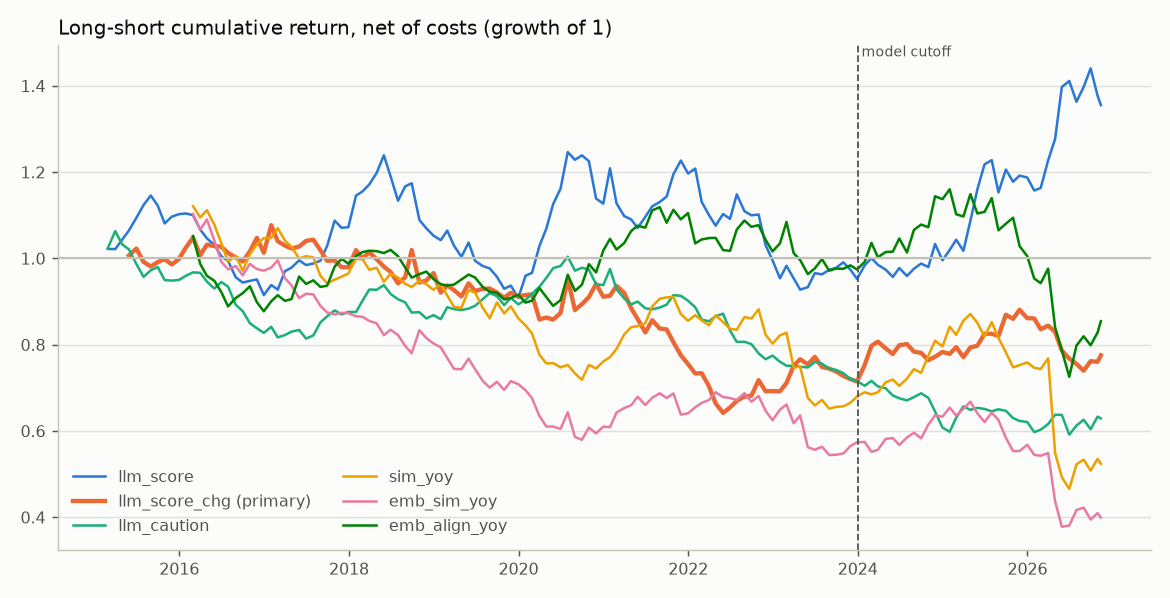 Long-short cumulative return, net of costs (growth of 1)
model cutoff
1.4
1.2
1.0
0.8
0.6
0.4
llm_score
llm_score_chg (primary)
llm_caution
sim_yoy
emb_sim_yoy
emb_align_yoy
2016
2018
2020
2022
2024
2026